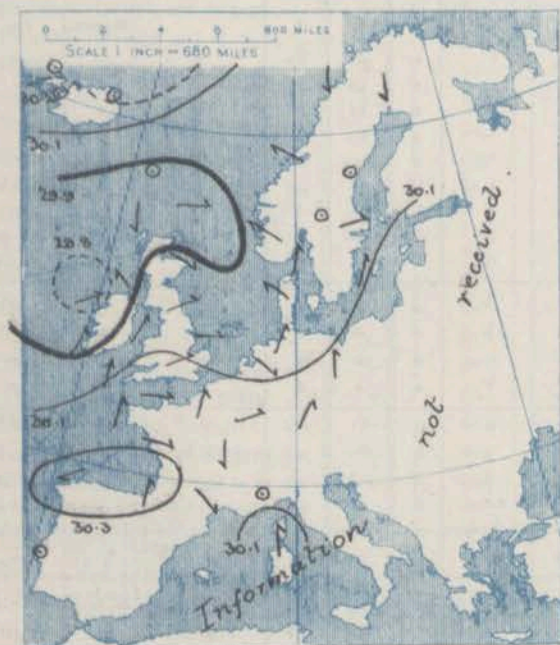 0 2 4 6 800 MILES
SCALE 1 INCH = 680 MILES
30.1
29.9
29.8
30.1
30.3
30.1
30.1
Information
not
received.